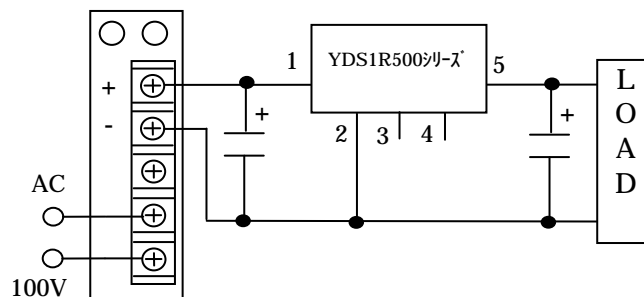 YDS1R500ｼﾘｰｽﾞ
1
5
+
-
+
+
2
3
4
L
O
A
D
AC
100V